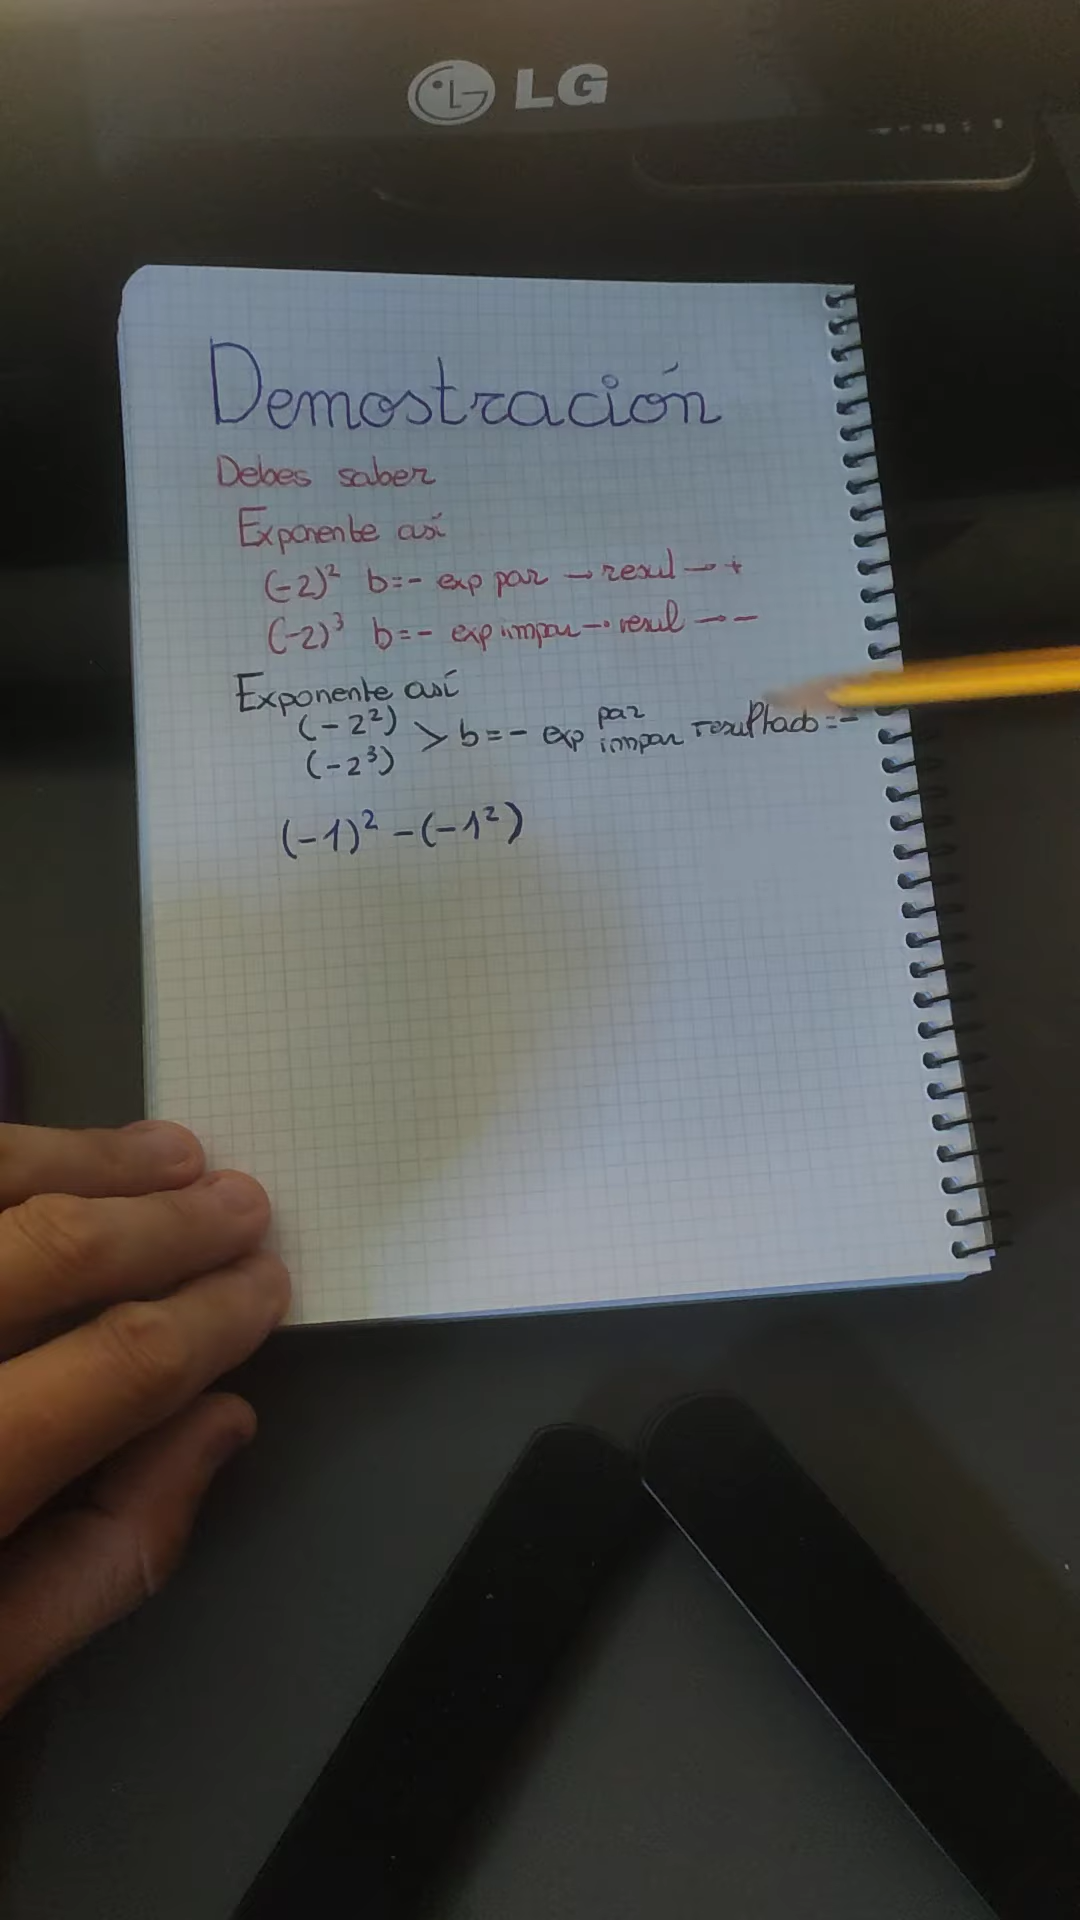 LG
Demostración
Debes saber
Exponente así
(-2)² b=- exp par → resul → +
(-2)³ b=- exp impar → resul → -
Exponente así
(-2²)
(-2³) > b=- exp par impar resultado=-
(-1)² -(-1²)